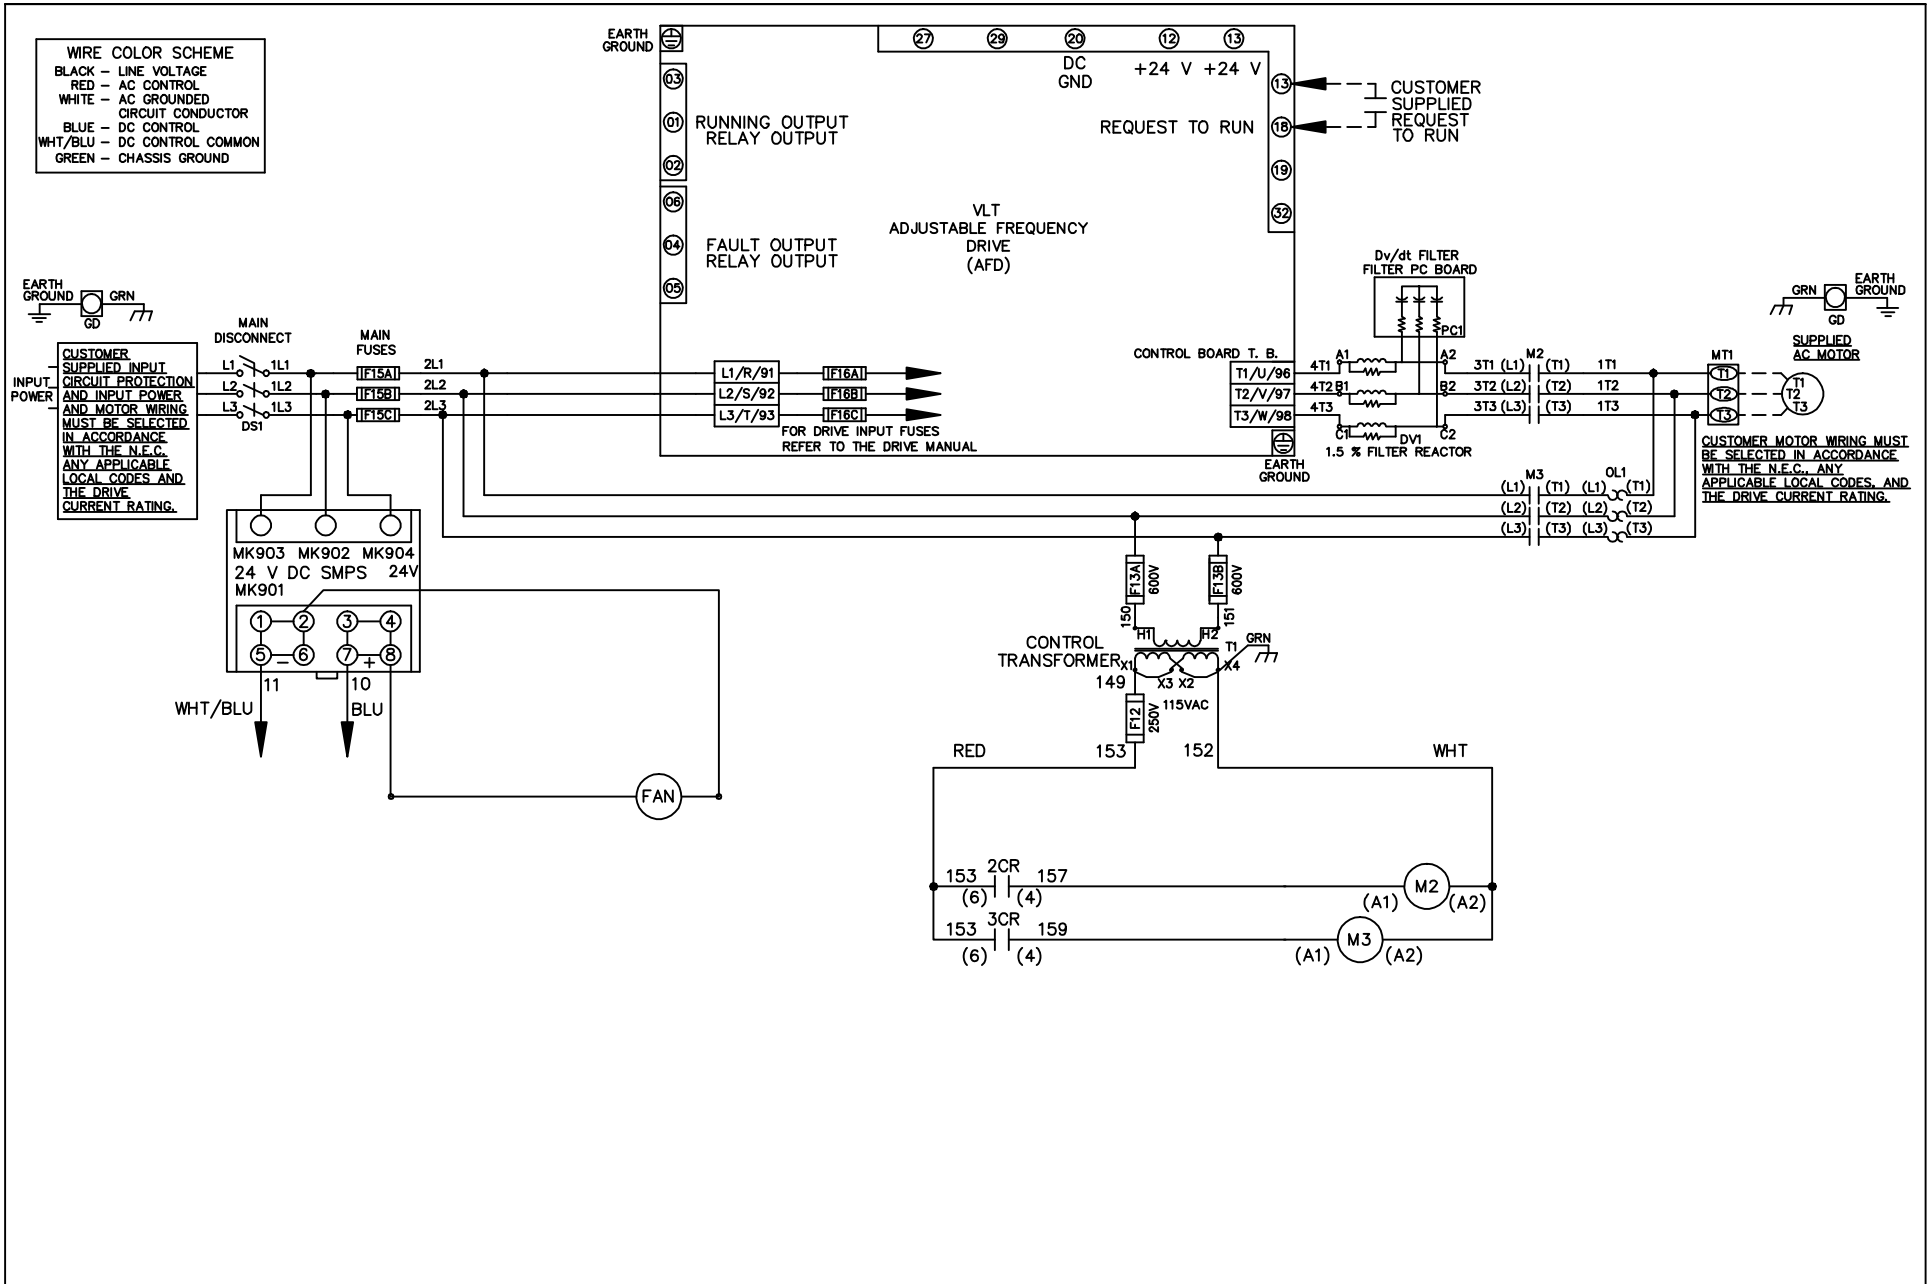 WIRE COLOR SCHEME
BLACK – LINE VOLTAGE
RED – AC CONTROL
WHITE – AC GROUNDED
CIRCUIT CONDUCTOR
BLUE – DC CONTROL
WHT/BLU – DC CONTROL COMMON
GREEN – CHASSIS GROUND
EARTH
GROUND
03
01
02
RUNNING OUTPUT
RELAY OUTPUT
06
04
05
FAULT OUTPUT
RELAY OUTPUT
27
29
20
12
13
DC
GND
+24 V
+24 V
13
REQUEST TO RUN
18
19
32
CUSTOMER
SUPPLIED
REQUEST
TO RUN
VLT
ADJUSTABLE FREQUENCY
DRIVE
(AFD)
EARTH
GROUND
GRN
GD
INPUT
POWER
CUSTOMER
SUPPLIED INPUT
CIRCUIT PROTECTION
AND INPUT POWER
AND MOTOR WIRING
MUST BE SELECTED
IN ACCORDANCE
WITH THE N.E.C.
ANY APPLICABLE
LOCAL CODES AND
THE DRIVE
CURRENT RATING.
MAIN
DISCONNECT
L1
1L1
L2
1L2
L3
1L3
DS1
MAIN
FUSES
F15A
2L1
F15B
2L2
F15C
2L3
L1/R/91
F16A
L2/S/92
F16B
L3/T/93
F16C
FOR DRIVE INPUT FUSES
REFER TO THE DRIVE MANUAL
CONTROL BOARD T. B.
T1/U/96
T2/V/97
T3/W/98
EARTH
GROUND
Dv/dt FILTER
FILTER PC BOARD
PC1
4T1
A1
A2
4T2
B1
B2
4T3
C1
C2
DV1
1.5 % FILTER REACTOR
M2
3T1 (L1)
(T1)
1T1
3T2 (L2)
(T2)
1T2
3T3 (L3)
(T3)
1T3
MT1
T1
T2
T3
GRN
GD
EARTH
GROUND
SUPPLIED
AC MOTOR
T1
T2
T3
CUSTOMER MOTOR WIRING MUST
BE SELECTED IN ACCORDANCE
WITH THE N.E.C., ANY
APPLICABLE LOCAL CODES, AND
THE DRIVE CURRENT RATING.
M3
OL1
(L1)
(T1)
(L1)
(T1)
(L2)
(T2)
(L2)
(T2)
(L3)
(T3)
(L3)
(T3)
MK903
MK902
MK904
24 V DC SMPS
24V
MK901
1
2
3
4
5
–
6
7
+
8
11
10
WHT/BLU
BLU
FAN
F13A
600V
F13B
600V
150
151
CONTROL
TRANSFORMER
H1
H2
T1
GRN
X1
X3
X2
X4
149
F12
250V
115VAC
RED
153
152
WHT
153
2CR
157
(6)
(4)
(A1)
M2
(A2)
153
3CR
159
(6)
(4)
(A1)
M3
(A2)